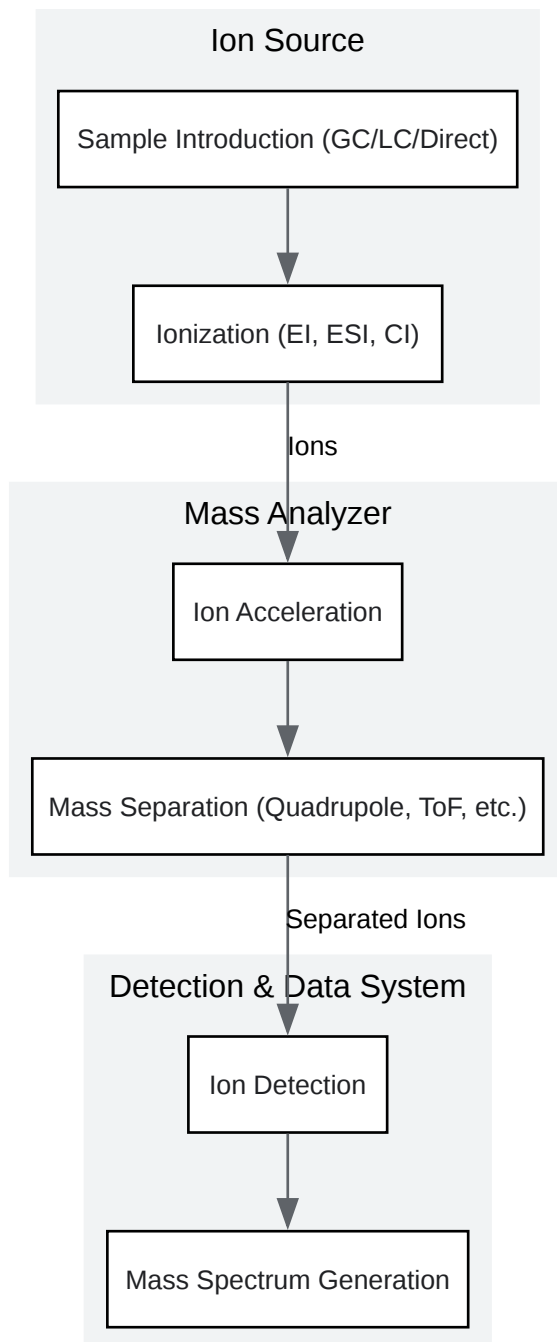 Ion Source
Sample Introduction (GC/LC/Direct)
Ionization (EI, ESI, CI)
Ions
Mass Analyzer
Ion Acceleration
Mass Separation (Quadrupole, ToF, etc.)
Separated Ions
Detection & Data System
Ion Detection
Mass Spectrum Generation